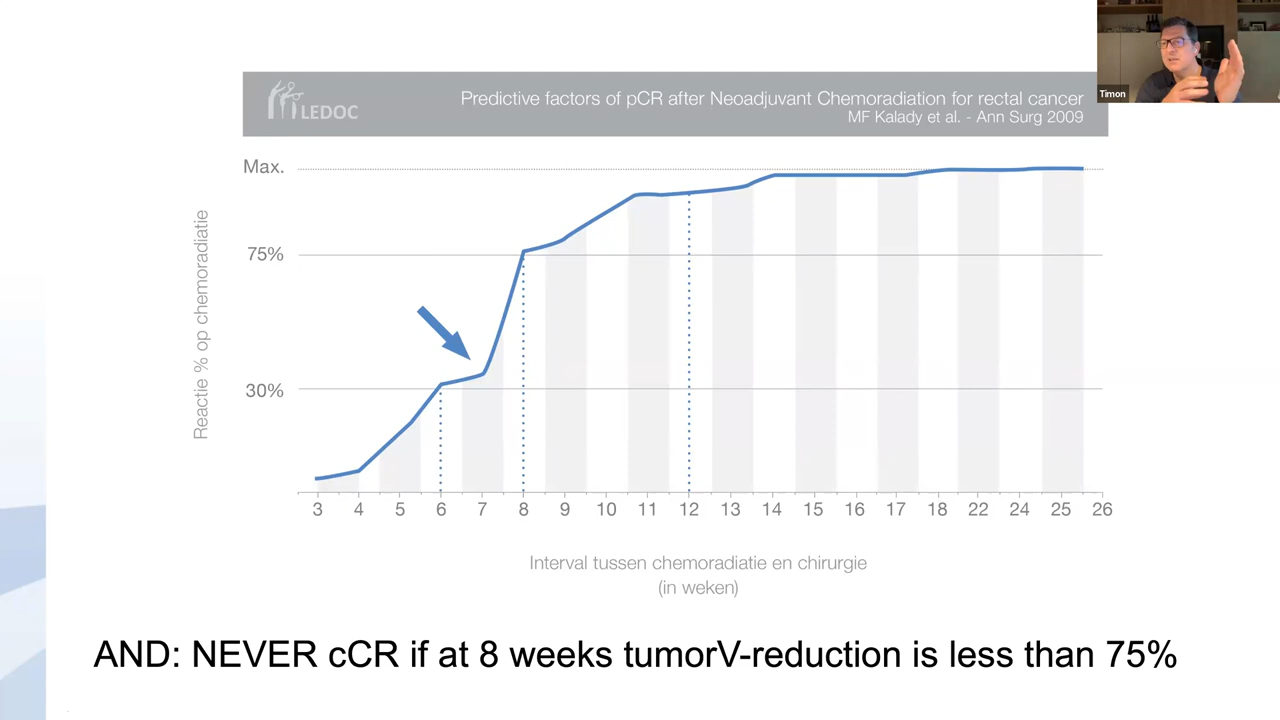 Timon
LEDOC
Predictive factors of pCR after Neoadjuvant Chemoradiation for rectal cancer
MF Kalady et al. - Ann Surg 2009
Max.
75%
30%
Reactie % op chemoradiatie
3 4 5 6 7 8 9 10 11 12 13 14 15 16 17 18 22 24 25 26
Interval tussen chemoradiatie en chirurgie
(in weken)
AND: NEVER cCR if at 8 weeks tumorV-reduction is less than 75%